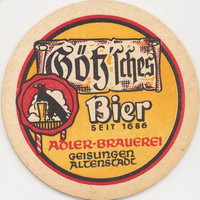 Götz'sches
Bier
SEIT 1686
ADLER-BRAUEREI
GEISLINGEN
ALTENSTADT